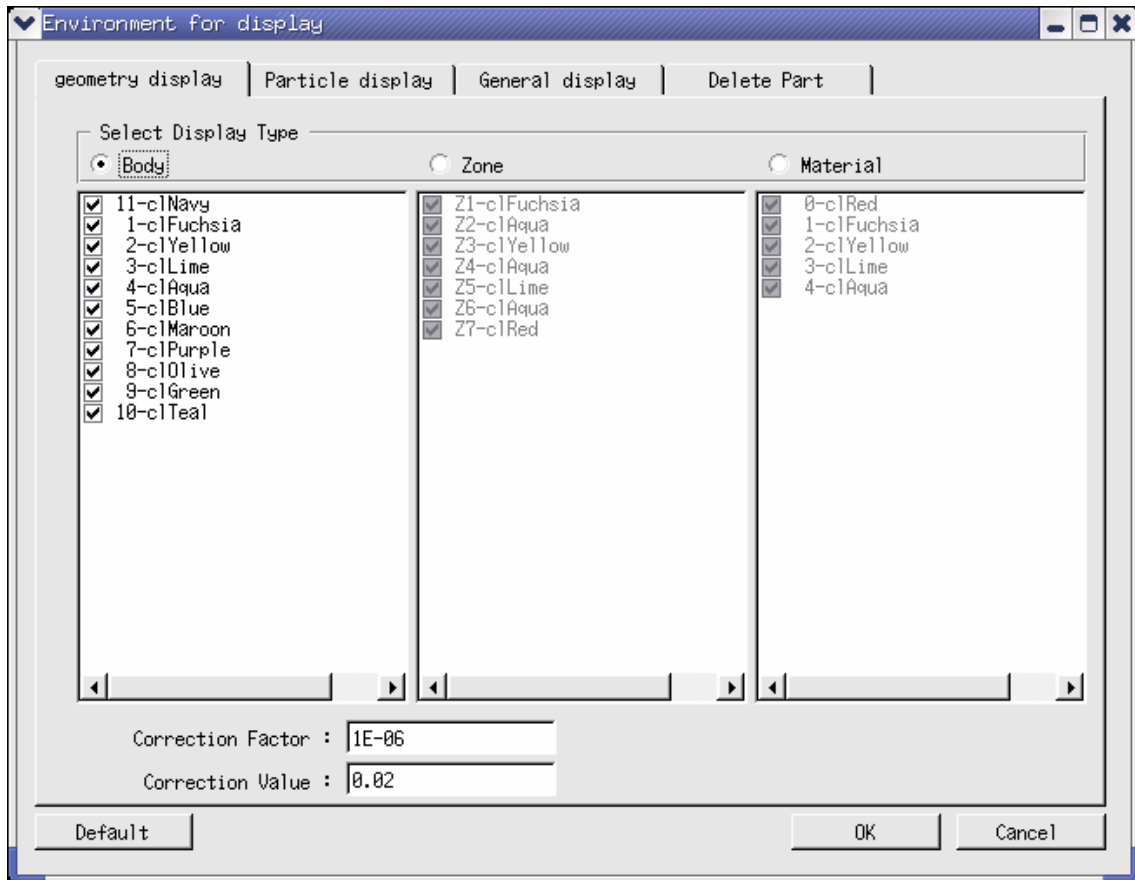 Environment for display
geometry display
Particle display
General display
Delete Part
Select Display Type
Body
Zone
Material
11-clNavy
1-clFuchsia
2-clYellow
3-clLime
4-clAqua
5-clBlue
6-clMaroon
7-clPurple
8-clOlive
9-clGreen
10-clTeal
Z1-clFuchsia
Z2-clAqua
Z3-clYellow
Z4-clAqua
Z5-clLime
Z6-clAqua
Z7-clRed
0-clRed
1-clFuchsia
2-clYellow
3-clLime
4-clAqua
Correction Factor : 1E-06
Correction Value : 0.02
Default
OK
Cancel